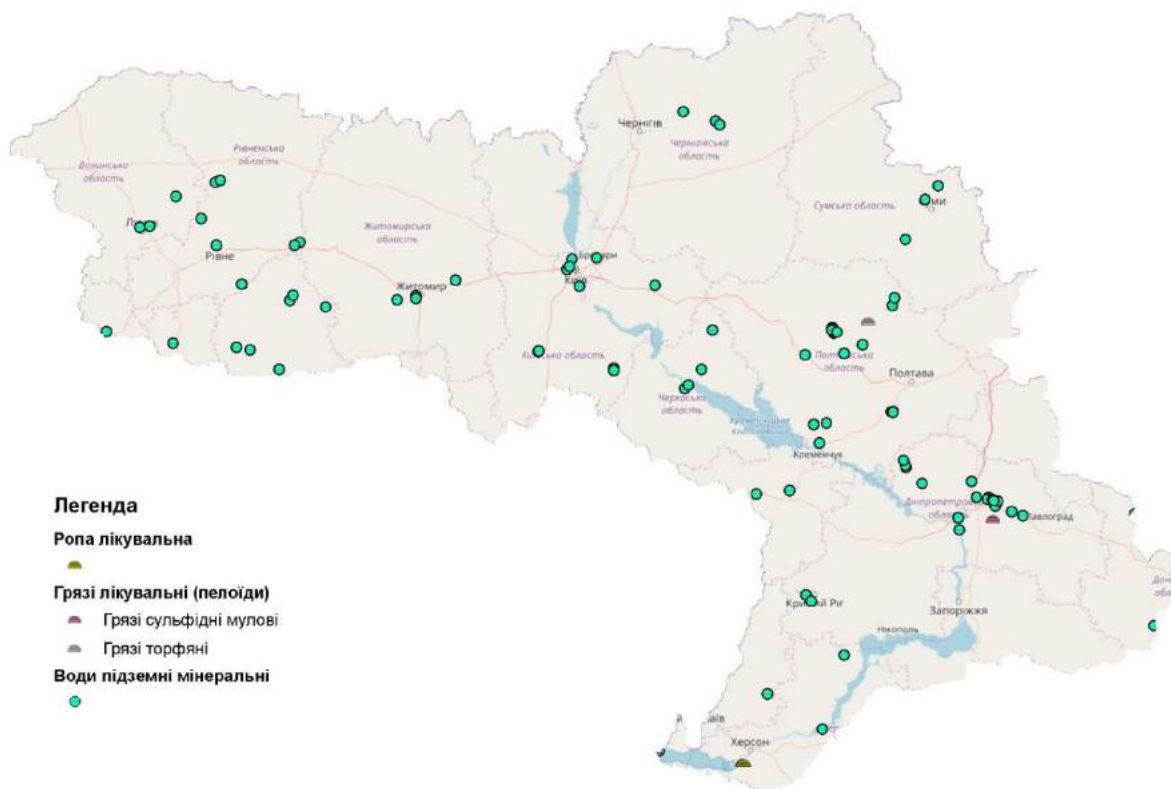 Чернігів
Чернігівська
область
Рівненська
область
Волинська
область
Сумська область
Житомирська
область
Рівне
Бровари
Київ
Житомир
Київська область
Полтавська
область
Полтава
Черкаська
область
Кременчук
Дніпропетровська
область
Павлоград
Кривий Ріг
Запоріжжя
Нікополь
Херсон
Легенда
Ропа лікувальна
Грязі лікувальні (пелоїди)
Грязі сульфідні мулові
Грязі торфяні
Води підземні мінеральні